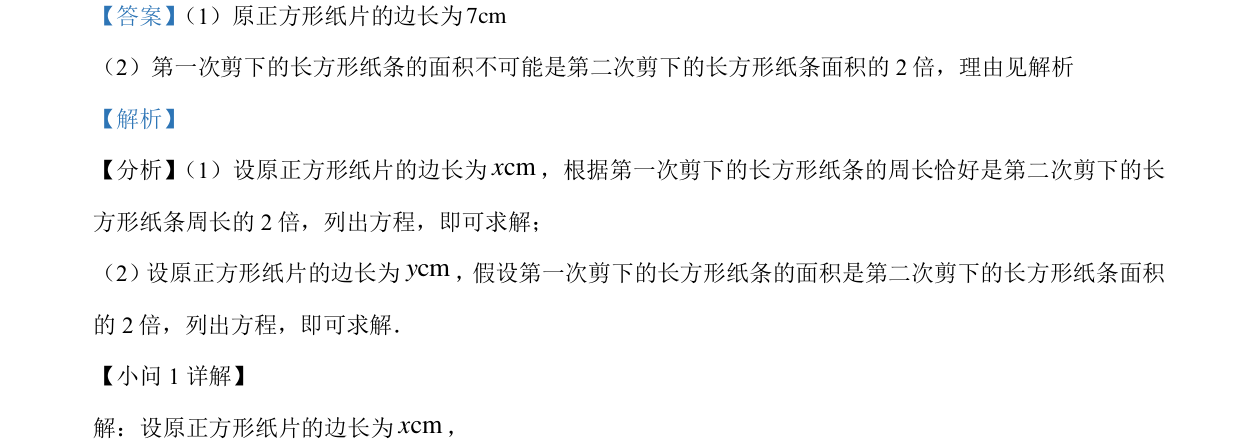 【答案】（1）原正方形纸片的边长为7cm
（2）第一次剪下的长方形纸条的面积不可能是第二次剪下的长方形纸条面积的 2 倍，理由见解析
【解析】
【分析】（1）设原正方形纸片的边长为xcm，根据第一次剪下的长方形纸条的周长恰好是第二次剪下的长
方形纸条周长的 2 倍，列出方程，即可求解；
（2）设原正方形纸片的边长为 ycm，假设第一次剪下的长方形纸条的面积是第二次剪下的长方形纸条面积
的 2 倍，列出方程，即可求解．
【小问 1 详解】
解：设原正方形纸片的边长为xcm，